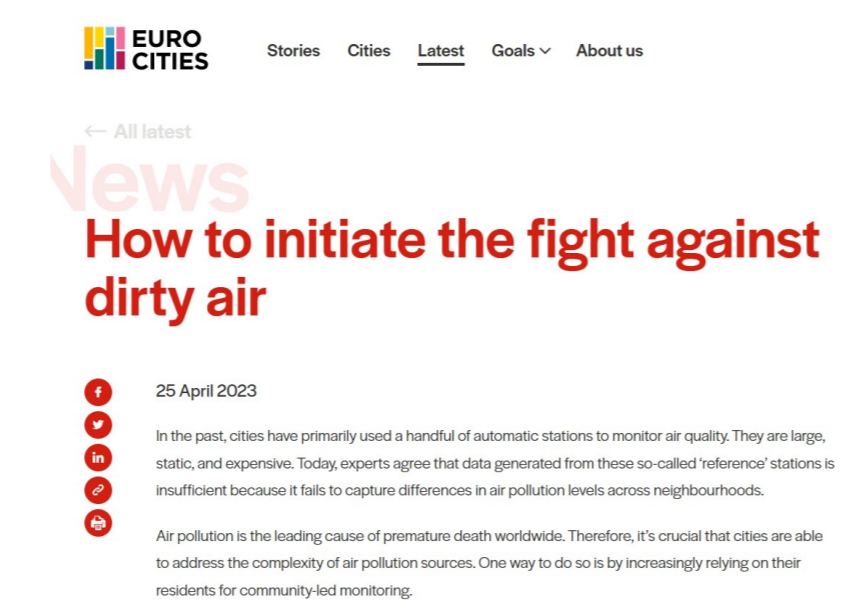 EURO
CITIES
Stories Cities Latest Goals About us
← All latest
News
How to initiate the fight against
dirty air
25 April 2023
In the past, cities have primarily used a handful of automatic stations to monitor air quality. They are large,
static, and expensive. Today, experts agree that data generated from these so-called ‘reference’ stations is
insufficient because it fails to capture differences in air pollution levels across neighbourhoods.
Air pollution is the leading cause of premature death worldwide. Therefore, it’s crucial that cities are able
to address the complexity of air pollution sources. One way to do so is by increasingly relying on their
residents for community-led monitoring.